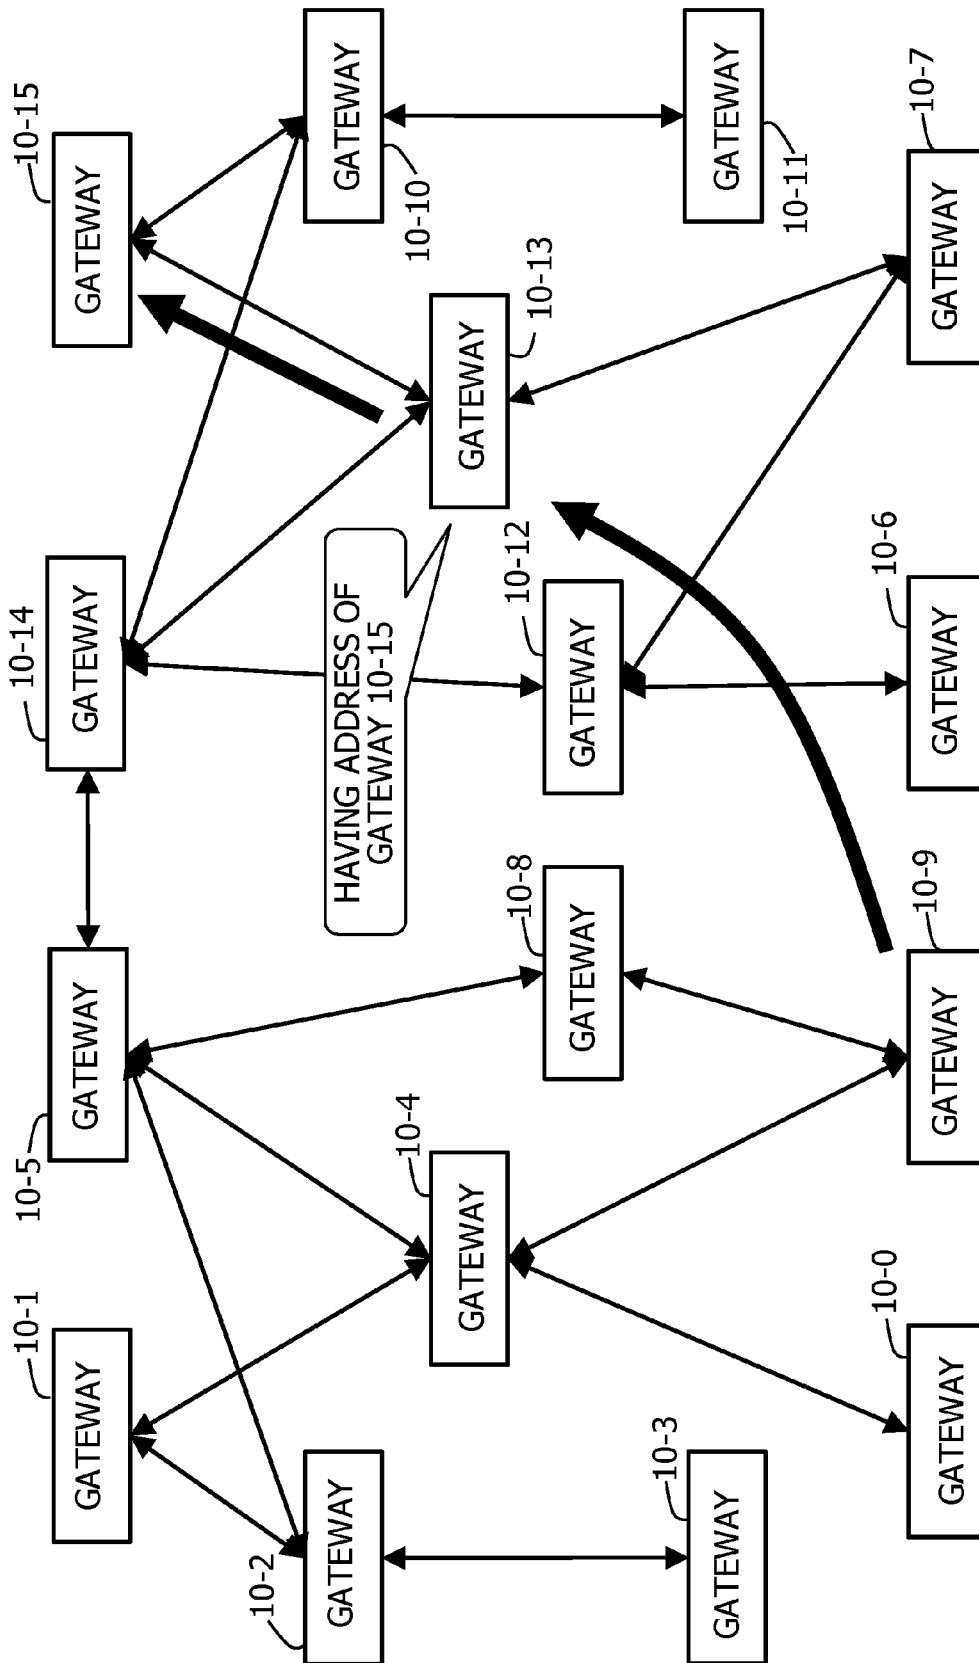 10-1
GATEWAY
10-5
GATEWAY
10-14
GATEWAY
10-15
GATEWAY
10-2
GATEWAY
GATEWAY
10-10
HAVING ADDRESS OF
GATEWAY 10-15
10-4
GATEWAY
GATEWAY
10-13
10-8
GATEWAY
10-12
GATEWAY
10-3
GATEWAY
GATEWAY
10-11
10-0
GATEWAY
10-9
GATEWAY
10-6
GATEWAY
10-7
GATEWAY